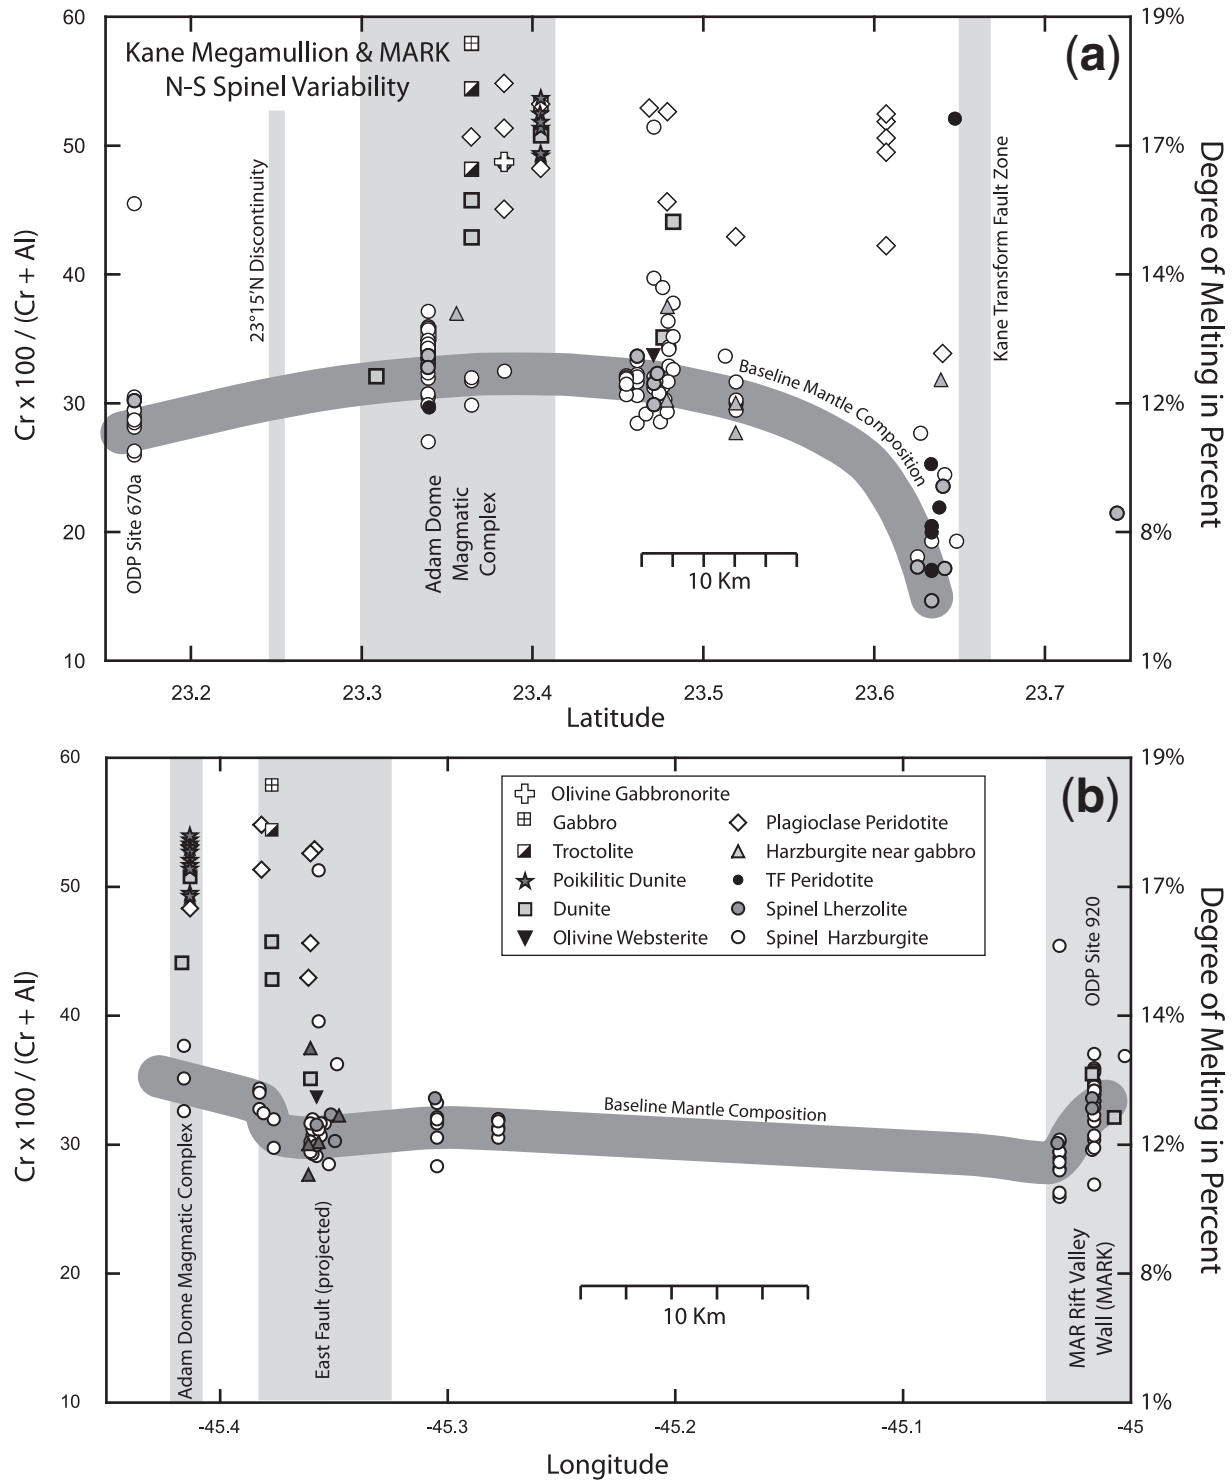 60
50
40
30
20
10
Cr x 100 / (Cr + Al)
Kane Megamullion & MARK
N-S Spinel Variability
(a)
19%
17%
14%
12%
8%
1%
Degree of Melting in Percent
23°15'N Discontinuity
Kane Transform Fault Zone
Baseline Mantle Composition
ODP Site 670a
Adam Dome
Magmatic
Complex
10 Km
23.2
23.3
23.4
23.5
23.6
23.7
Latitude
60
50
40
30
20
10
Cr x 100 / (Cr + Al)
(b)
Olivine Gabbronorite
Gabbro
Troctolite
Poikilitic Dunite
Dunite
Olivine Websterite
Plagioclase Peridotite
Harzburgite near gabbro
TF Peridotite
Spinel Lherzolite
Spinel Harzburgite
19%
17%
14%
12%
8%
1%
Degree of Melting in Percent
ODP Site 920
Baseline Mantle Composition
Adam Dome Magmatic Complex
East Fault (projected)
MAR Rift Valley
Wall (MARK)
10 Km
-45.4
-45.3
-45.2
-45.1
-45
Longitude